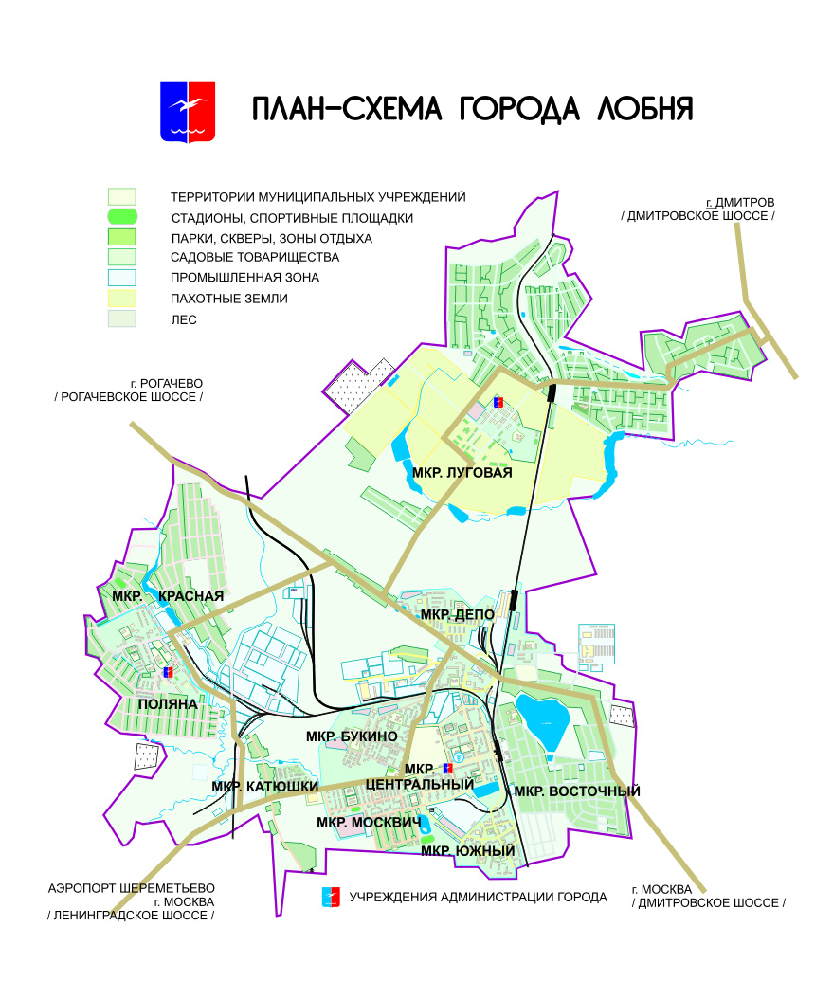 ПЛАН-СХЕМА ГОРОДА ЛОБНЯ
ТЕРРИТОРИИ МУНИЦИПАЛЬНЫХ УЧРЕЖДЕНИЙ
СТАДИОНЫ, СПОРТИВНЫЕ ПЛОЩАДКИ
ПАРКИ, СКВЕРЫ, ЗОНЫ ОТДЫХА
САДОВЫЕ ТОВАРИЩЕСТВА
ПРОМЫШЛЕННАЯ ЗОНА
ПАХОТНЫЕ ЗЕМЛИ
ЛЕС
г. ДМИТРОВ
/ ДМИТРОВСКОЕ ШОССЕ /
г. РОГАЧЕВО
/ РОГАЧЕВСКОЕ ШОССЕ /
МКР. ЛУГОВАЯ
МКР. КРАСНАЯ
ПОЛЯНА
МКР. ДЕПО
МКР. БУКИНО
МКР.
ЦЕНТРАЛЬНЫЙ
МКР. КАТЮШКИ
МКР. ВОСТОЧНЫЙ
МКР. МОСКВИЧ
МКР. ЮЖНЫЙ
АЭРОПОРТ ШЕРЕМЕТЬЕВО
г. МОСКВА
/ ЛЕНИНГРАДСКОЕ ШОССЕ /
УЧРЕЖДЕНИЯ АДМИНИСТРАЦИИ ГОРОДА
г. МОСКВА
/ ДМИТРОВСКОЕ ШОССЕ /